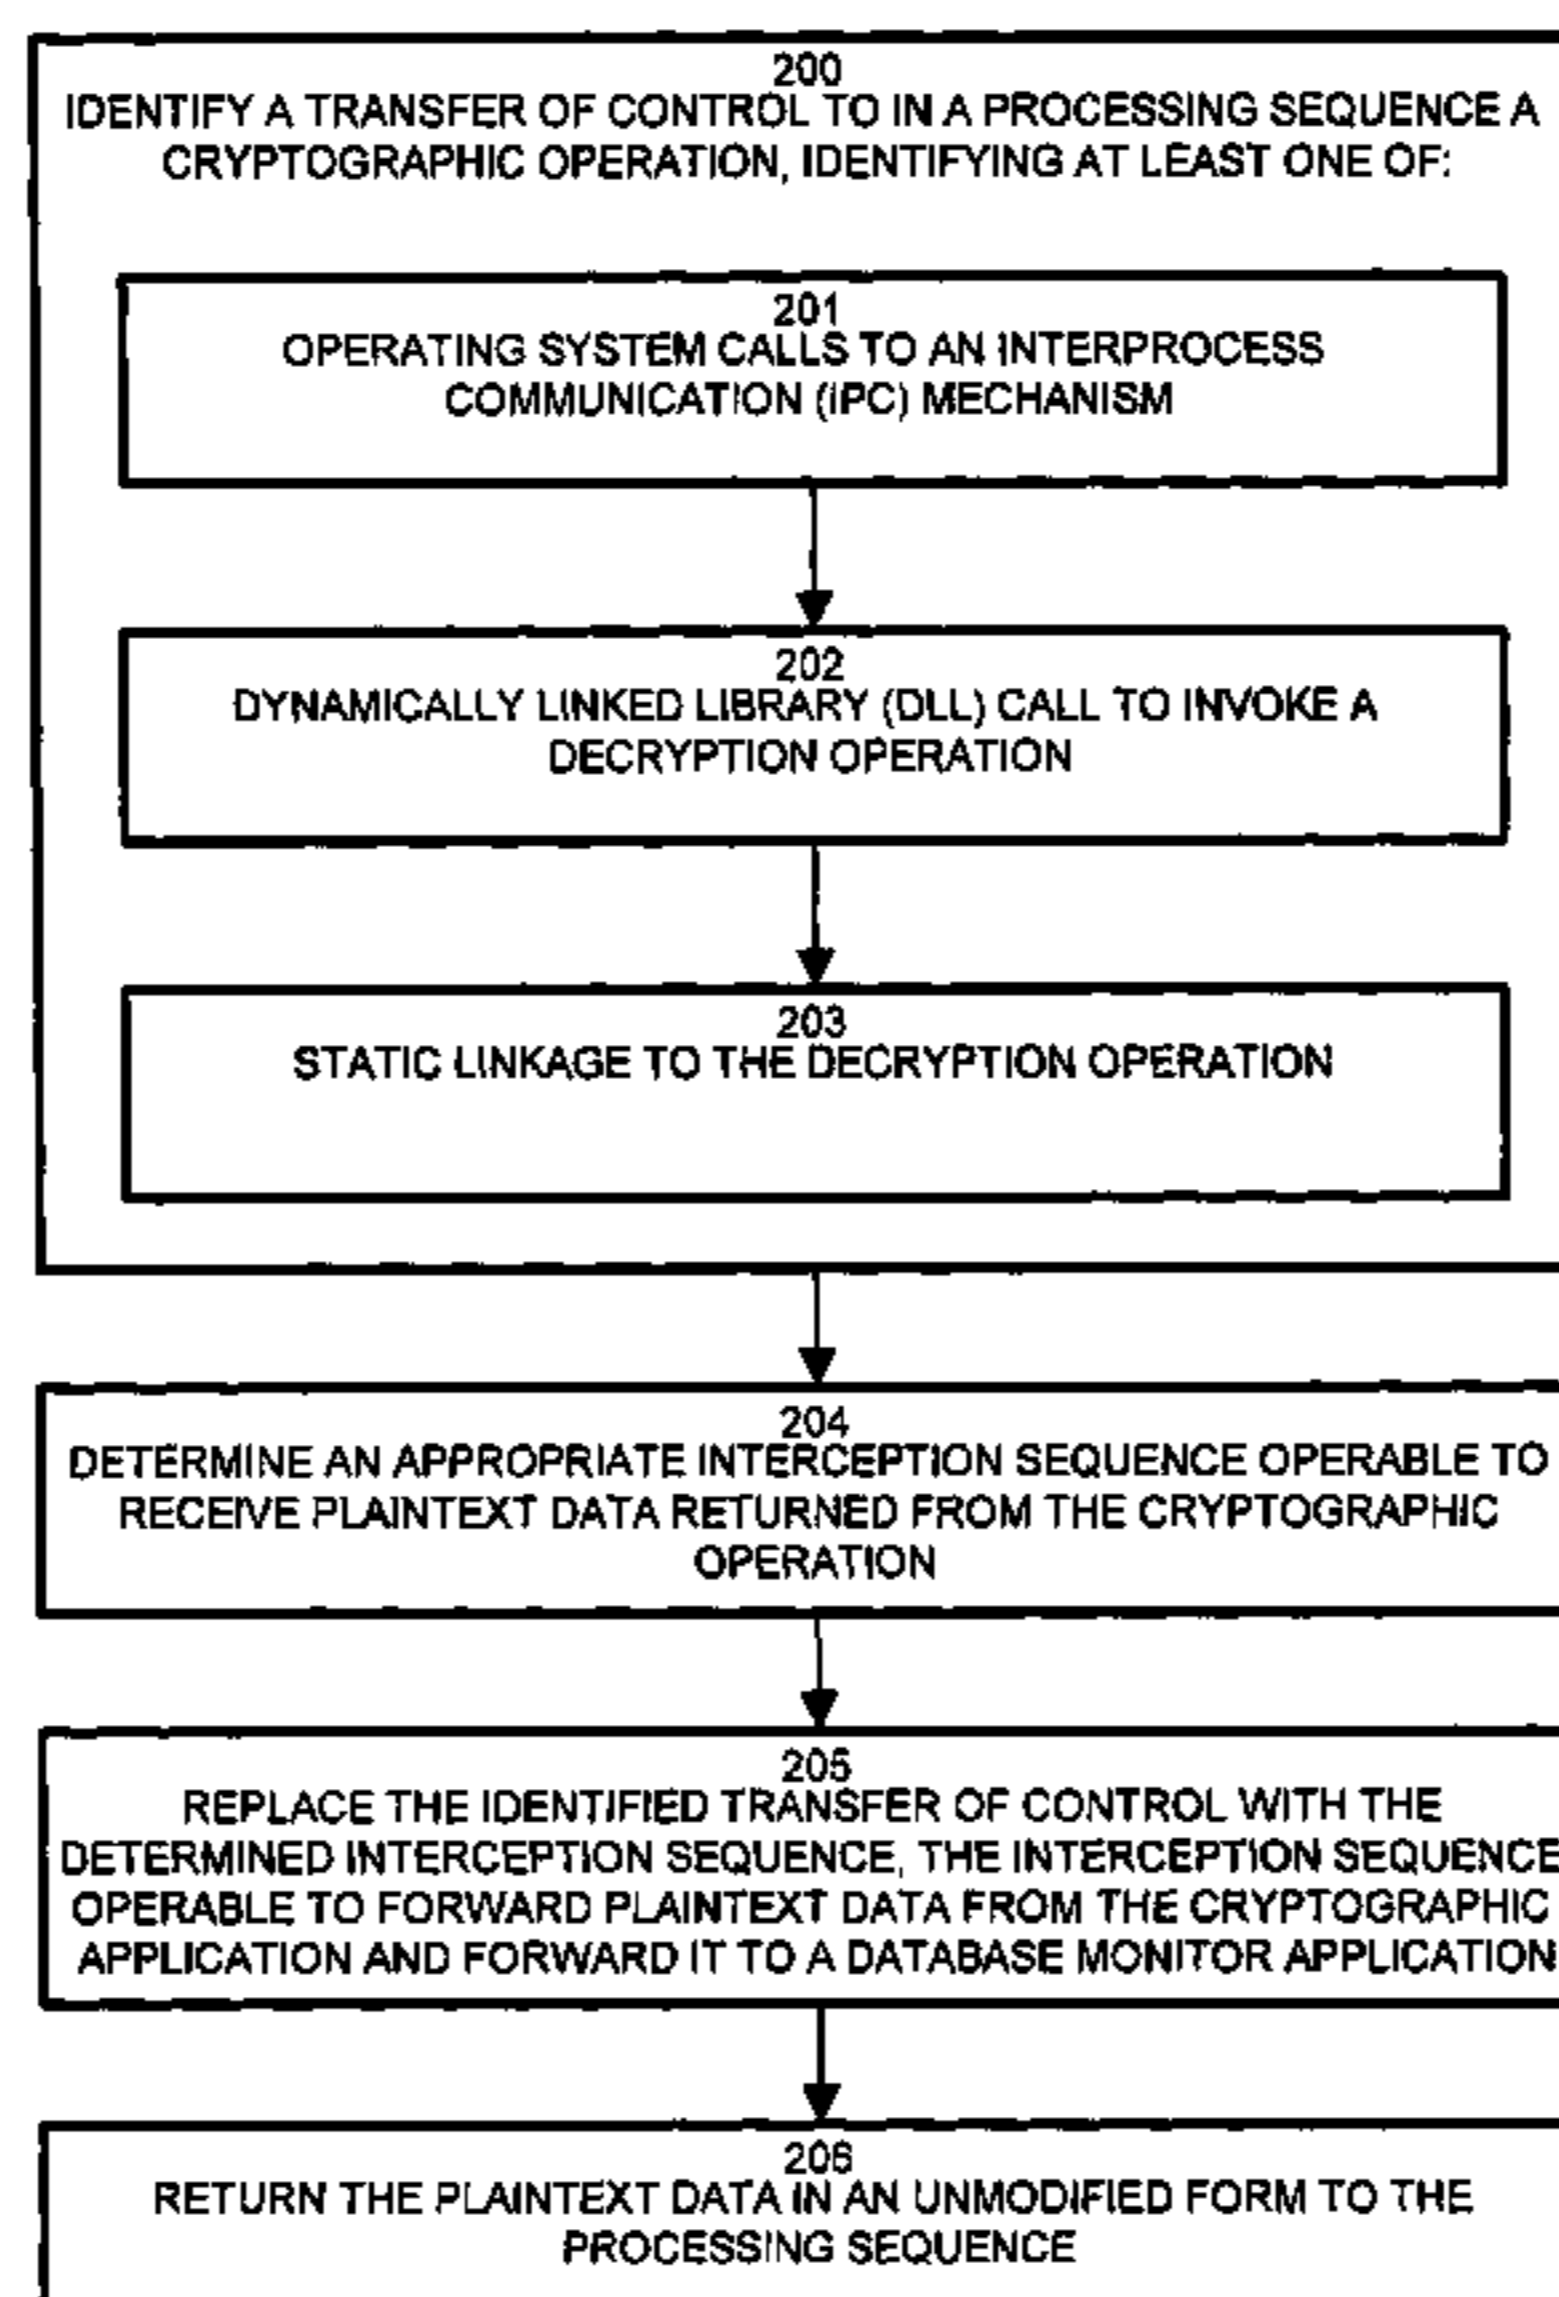 200
IDENTIFY A TRANSFER OF CONTROL TO IN A PROCESSING SEQUENCE A
CRYPTOGRAPHIC OPERATION, IDENTIFYING AT LEAST ONE OF:
201
OPERATING SYSTEM CALLS TO AN INTERPROCESS
COMMUNICATION (IPC) MECHANISM
202
DYNAMICALLY LINKED LIBRARY (DLL) CALL TO INVOKE A
DECRYPTION OPERATION
203
STATIC LINKAGE TO THE DECRYPTION OPERATION
204
DETERMINE AN APPROPRIATE INTERCEPTION SEQUENCE OPERABLE TO
RECEIVE PLAINTEXT DATA RETURNED FROM THE CRYPTOGRAPHIC
OPERATION
205
REPLACE THE IDENTIFIED TRANSFER OF CONTROL WITH THE
DETERMINED INTERCEPTION SEQUENCE, THE INTERCEPTION SEQUENCE
OPERABLE TO FORWARD PLAINTEXT DATA FROM THE CRYPTOGRAPHIC
APPLICATION AND FORWARD IT TO A DATABASE MONITOR APPLICATION
206
RETURN THE PLAINTEXT DATA IN AN UNMODIFIED FORM TO THE
PROCESSING SEQUENCE